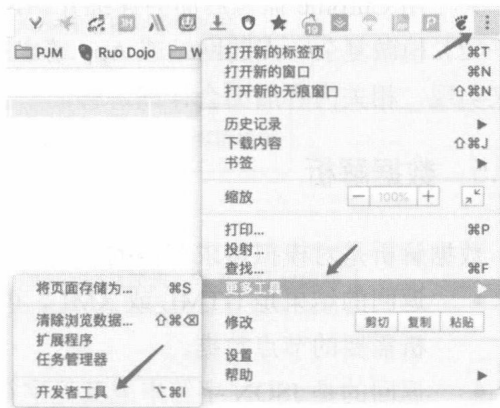 PJM Ruo Dojo W
打开新的标签页 ⌘T
打开新的窗口 ⌘N
打开新的无痕窗口 ⇧⌘N
历史记录 ▶
下载内容 ⇧⌘J
书签 ▶
缩放 − 100% +
打印... ⌘P
投射...
查找... ⌘F
更多工具 ▶
修改 剪切 复制 粘贴
设置
帮助 ▶
将页面存储为... ⌘S
清除浏览数据... ⇧⌘⌫
扩展程序
任务管理器
开发者工具 ⌥⌘I